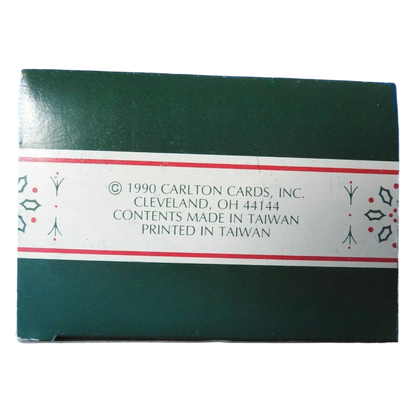 © 1990 CARLTON CARDS, INC.
CLEVELAND, OH 44144
CONTENTS MADE IN TAIWAN
PRINTED IN TAIWAN